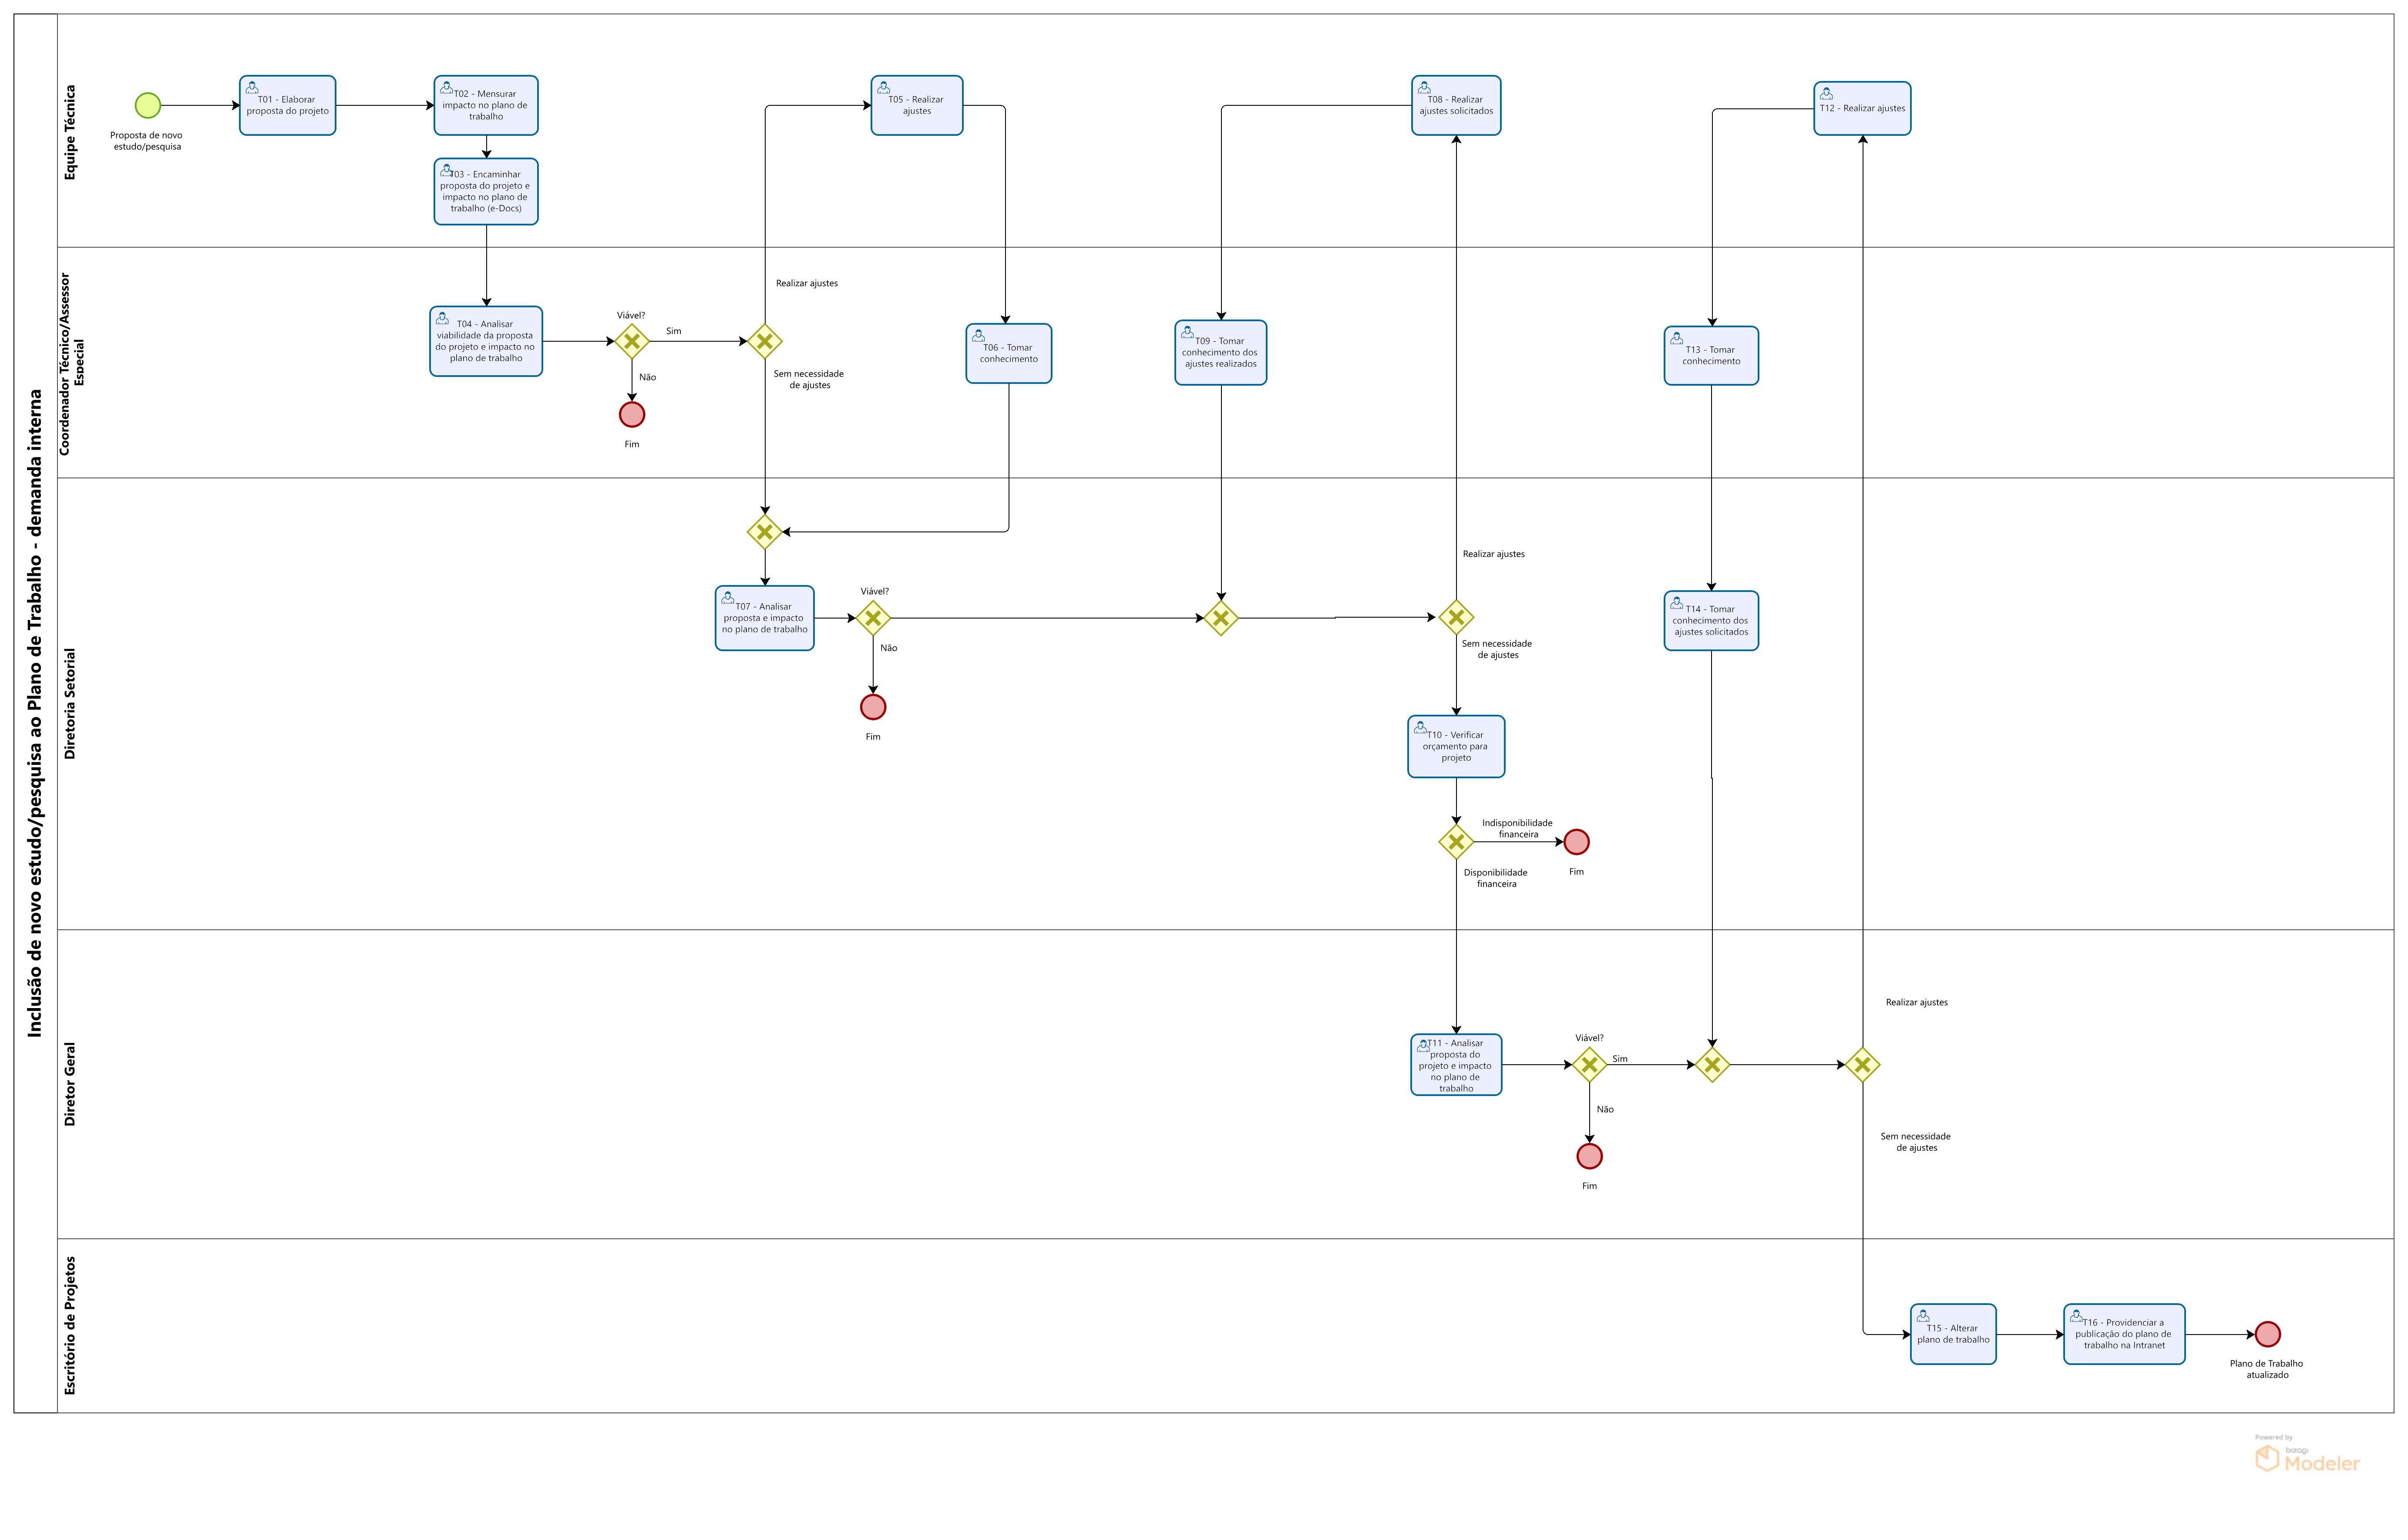 Inclusão de novo estudo/pesquisa ao Plano de Trabalho - demanda interna
Equipe Técnica
Proposta de novo
estudo/pesquisa
T01 - Elaborar
proposta do projeto
T02 - Mensurar
impacto no plano de
trabalho
T03 - Encaminhar
proposta do projeto e
impacto no plano de
trabalho (e-Docs)
T05 - Realizar
ajustes
T08 - Realizar
ajustes solicitados
T12 - Realizar ajustes
Coordenador Técnico/Assessor
Especial
T04 - Analisar
viabilidade da proposta
do projeto e impacto no
plano de trabalho
Viável?
Sim
Não
Fim
Realizar ajustes
Sem necessidade
de ajustes
T06 - Tomar
conhecimento
T09 - Tomar
conhecimento dos
ajustes realizados
T13 - Tomar
conhecimento
Diretoria Setorial
T07 - Analisar
proposta e impacto
no plano de trabalho
Viável?
Não
Fim
Realizar ajustes
Sem necessidade
de ajustes
T10 - Verificar
orçamento para
projeto
Indisponibilidade
financeira
Fim
Disponibilidade
financeira
T14 - Tomar
conhecimento dos
ajustes solicitados
Diretor Geral
T11 - Analisar
proposta do
projeto e impacto
no plano de
trabalho
Viável?
Sim
Não
Fim
Realizar ajustes
Sem necessidade
de ajustes
Escritório de Projetos
T15 - Alterar
plano de trabalho
T16 - Providenciar a
publicação do plano de
trabalho na Intranet
Plano de Trabalho
atualizado
Powered by
bizagi
Modeler